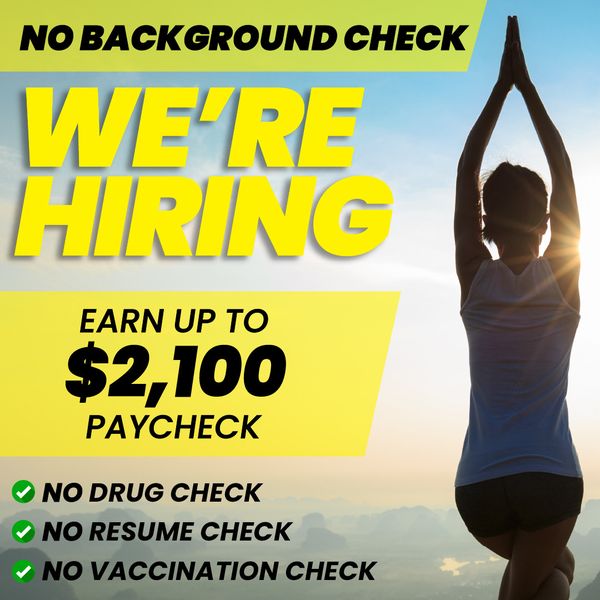 NO BACKGROUND CHECK
WE'RE
HIRING
EARN UP TO
$2,100
PAYCHECK
NO DRUG CHECK
NO RESUME CHECK
NO VACCINATION CHECK